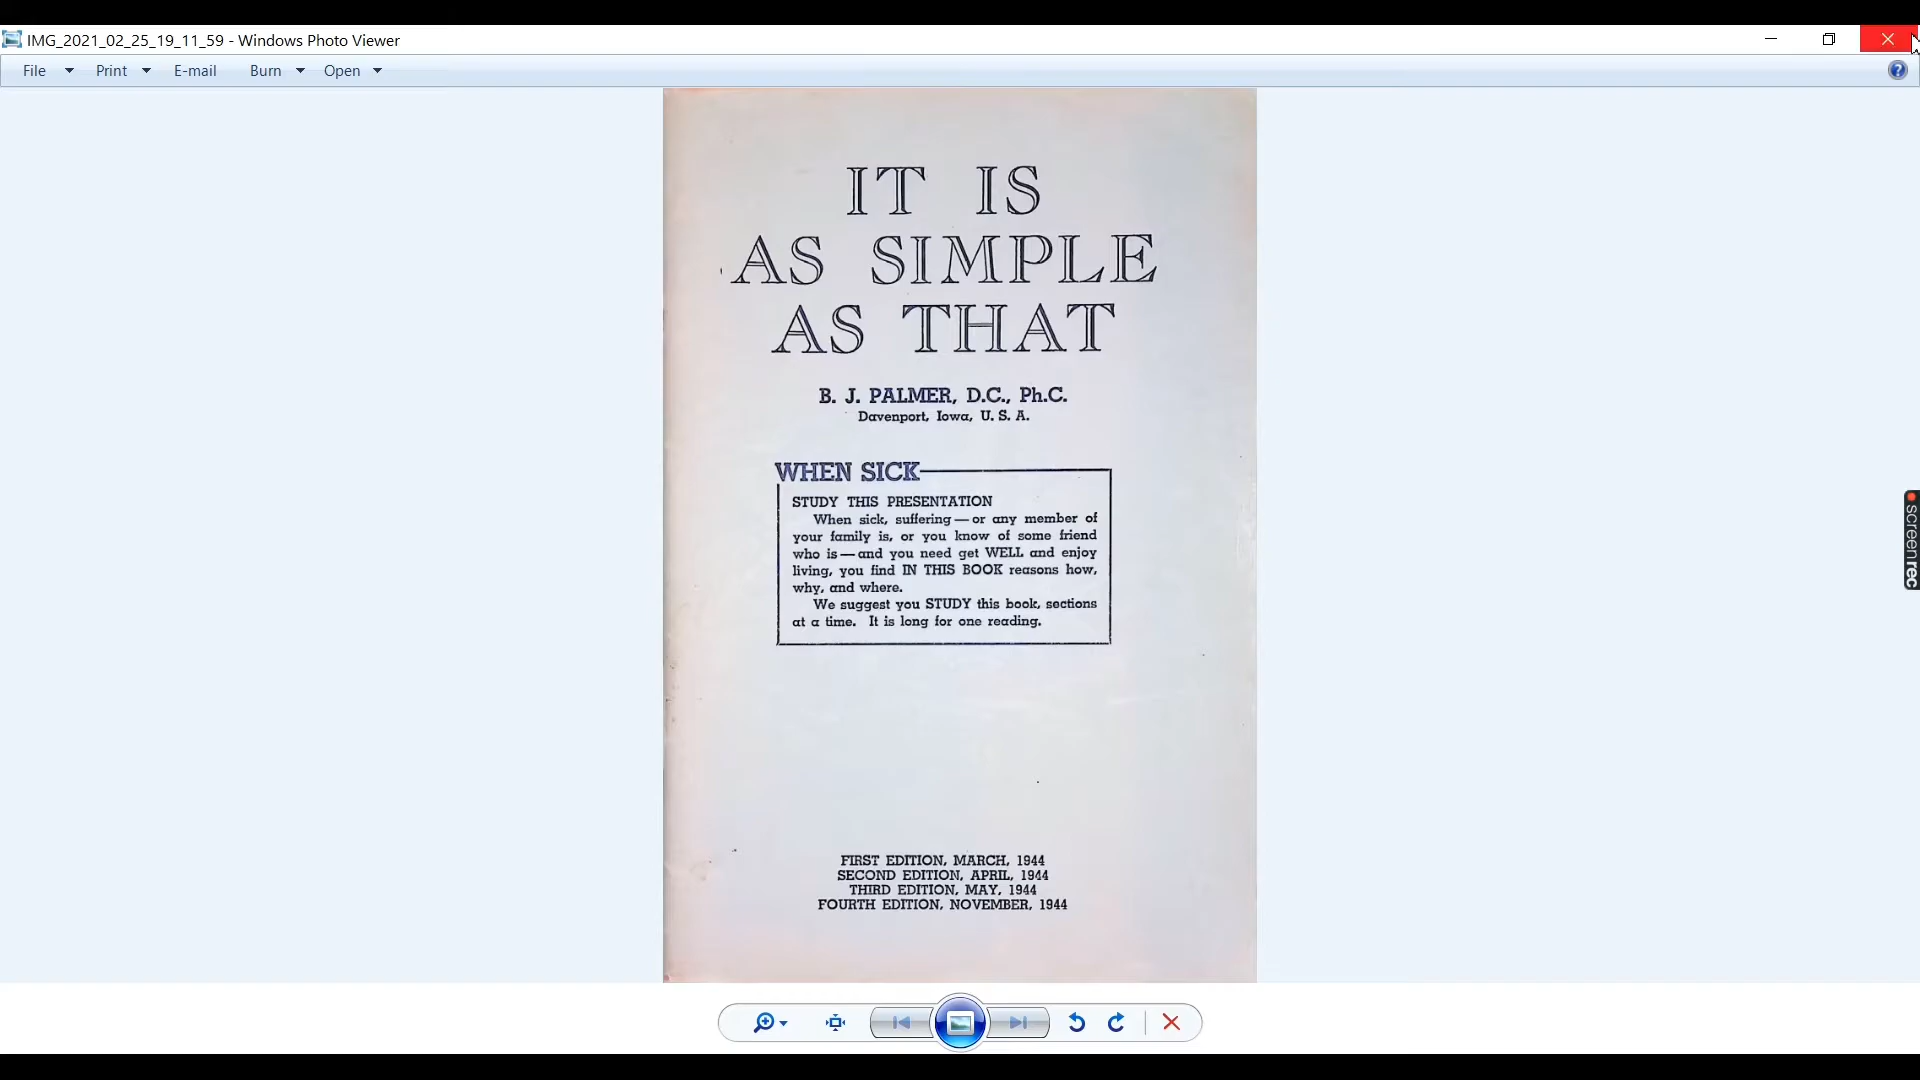 IMG_2021_02_25_19_11_59 - Windows Photo Viewer
File Print E-mail Burn Open
IT IS
AS SIMPLE
AS THAT
B. J. PALMER, D.C., Ph.C.
Davenport, Iowa, U. S. A.
WHEN SICK
STUDY THIS PRESENTATION
When sick, suffering — or any member of
your family is, or you know of some friend
who is — and you need get WELL and enjoy
living, you find IN THIS BOOK reasons how,
why, and where.
We suggest you STUDY this book, sections
at a time. It is long for one reading.
FIRST EDITION, MARCH, 1944
SECOND EDITION, APRIL, 1944
THIRD EDITION, MAY, 1944
FOURTH EDITION, NOVEMBER, 1944
screenrec